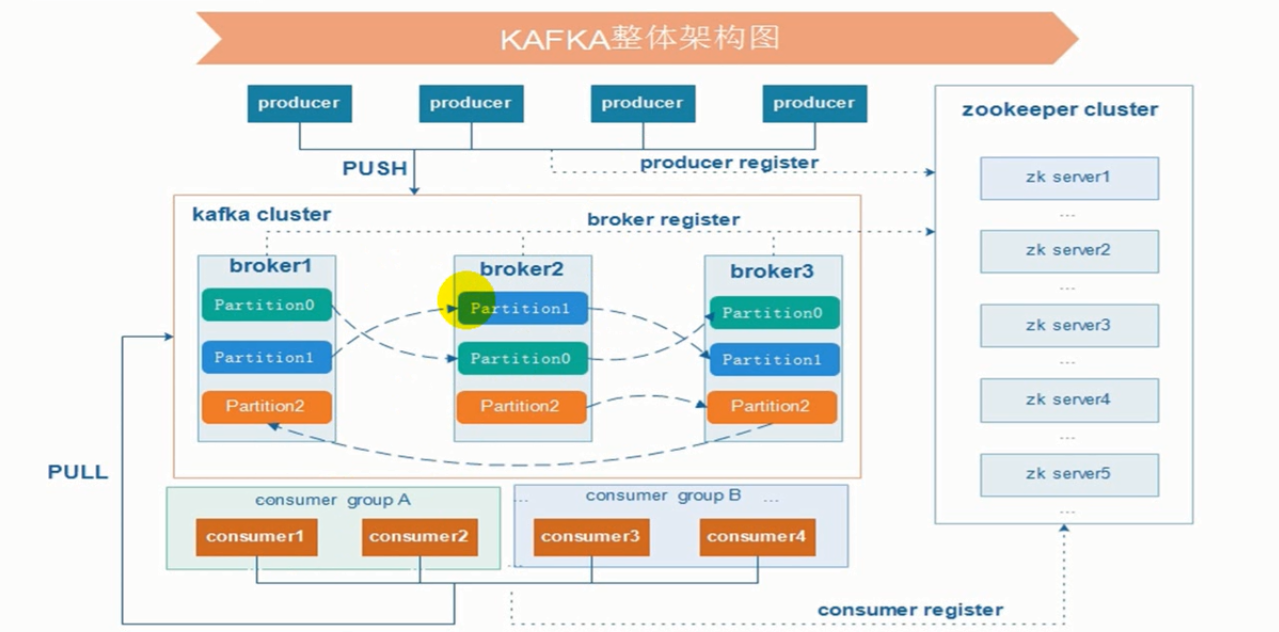 KAFKA整体架构图
producer
producer
producer
producer
zookeeper cluster
PUSH
producer register
zk server1
...
kafka cluster
broker register
zk server2
...
broker1
broker2
broker3
Partition0
Partition1
Partition0
zk server3
...
Partition1
Partition0
Partition1
Partition2
Partition2
Partition2
zk server4
...
PULL
zk server5
...
consumer group A
...
consumer group B
...
consumer1
consumer2
consumer3
consumer4
...
consumer register